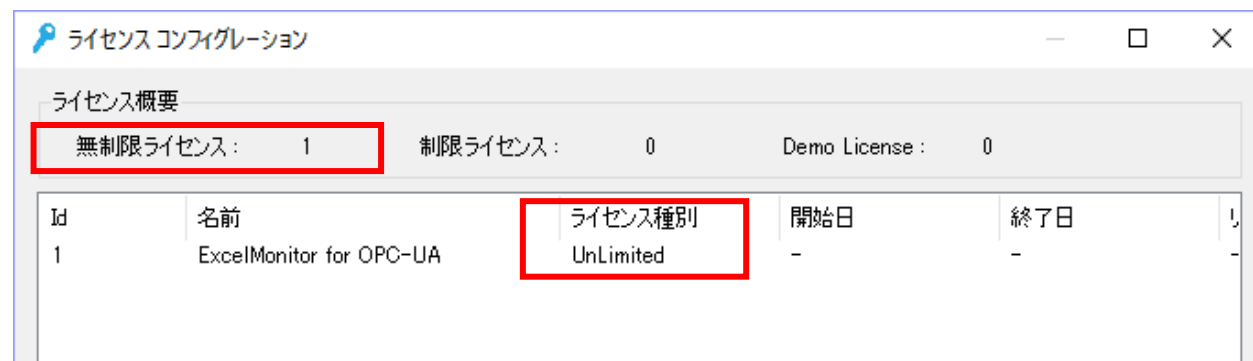 ライセンス コンフィグレーション
ライセンス概要
無制限ライセンス : 1 制限ライセンス : 0 Demo License : 0
Id 名前 ライセンス種別 開始日 終了日
1 ExcelMonitor for OPC-UA UnLimited - - -